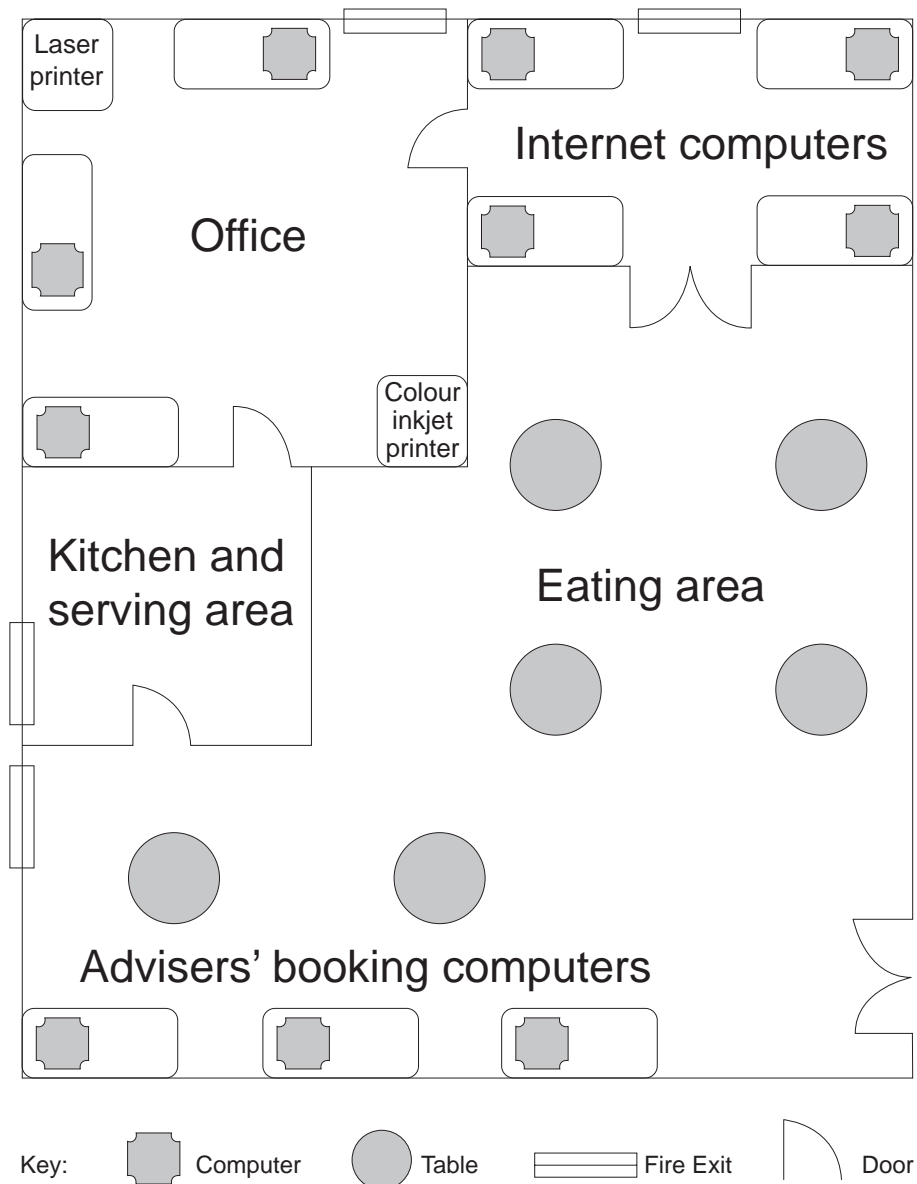 Laser
printer
Internet computers
Office
Colour
inkjet
printer
Kitchen and
serving area
Eating area
Advisers’ booking computers
Key:
Computer
Table
Fire Exit
Door